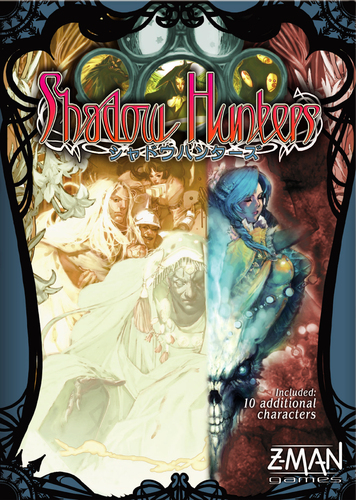 Shadow Hunters
シャドウハンターズ
Included:
10 additional
characters
Z-MAN
games